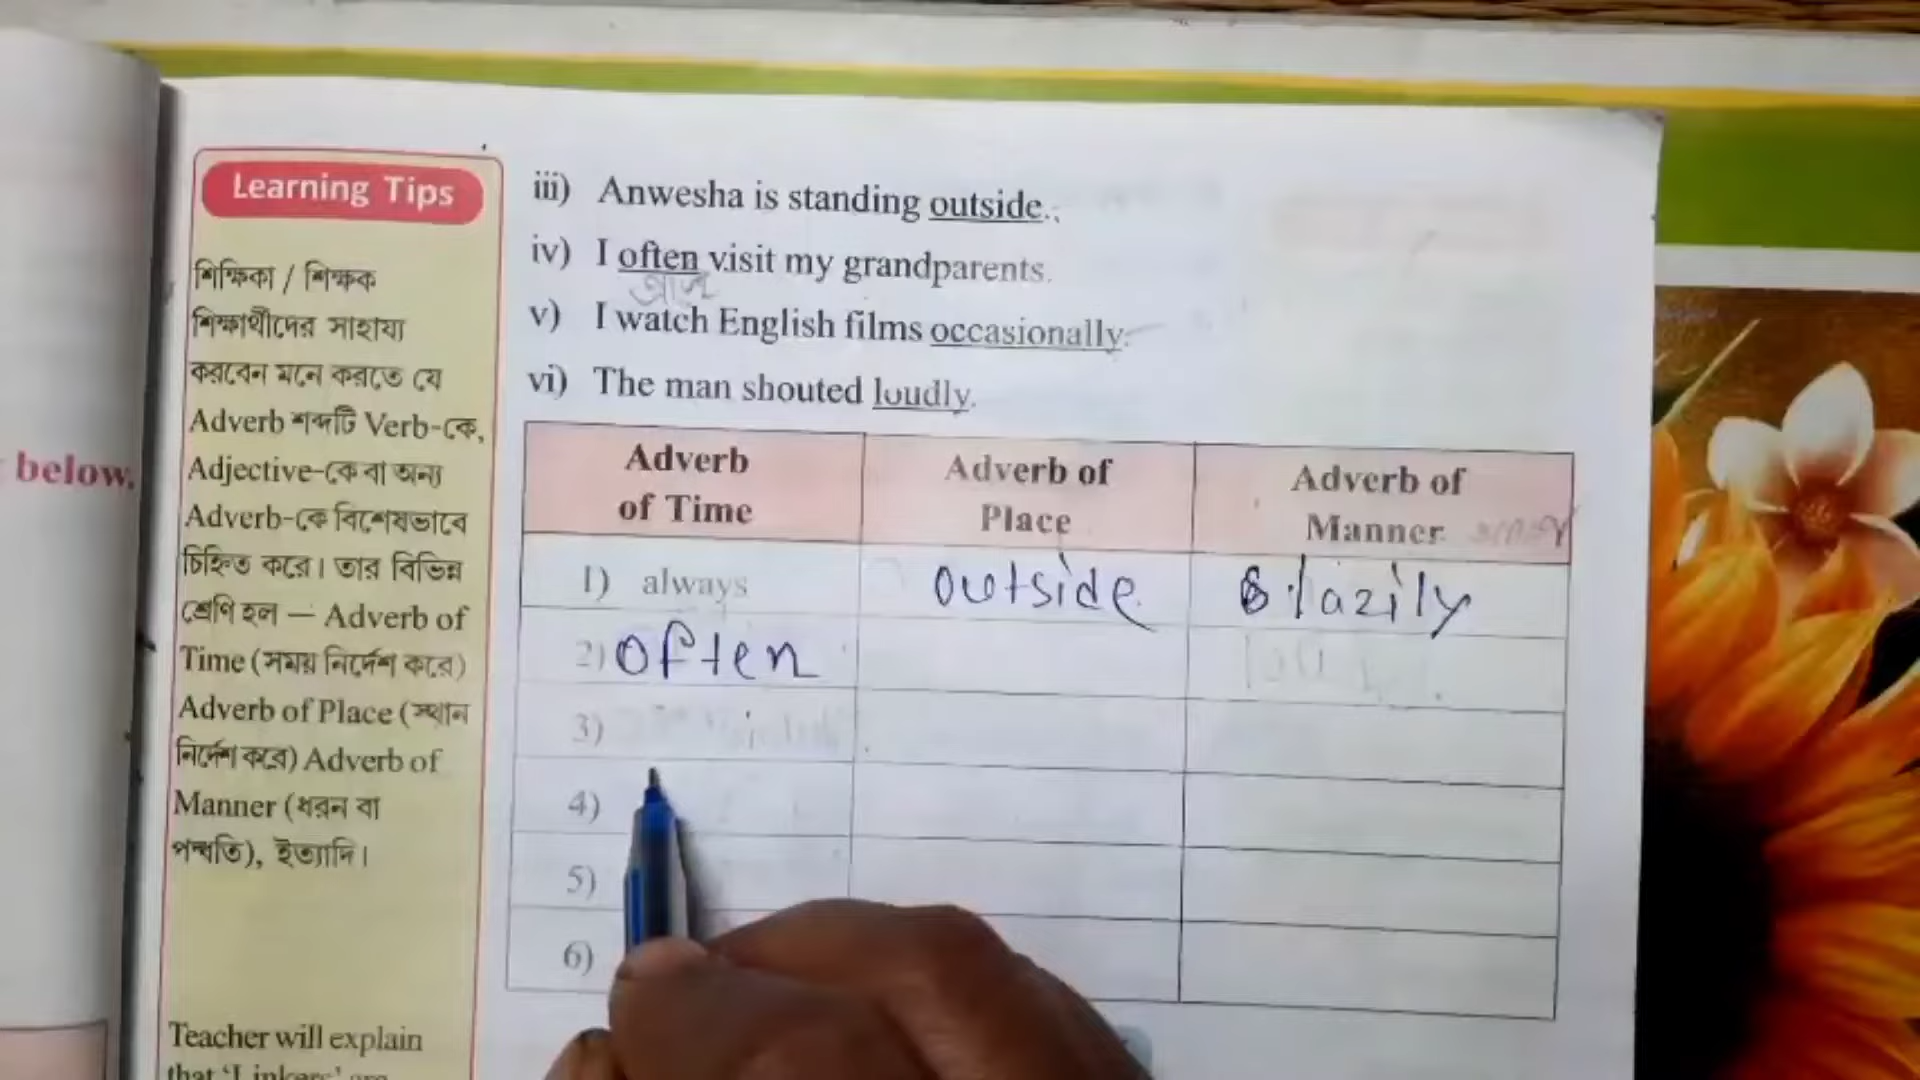 Learning Tips
শিক্ষিকা / শিক্ষক
শিক্ষার্থীদের সাহায্য
করবেন মনে করতে যে
Adverb শব্দটি Verb-কে,
Adjective-কে বা অন্য
Adverb-কে বিশেষভাবে
চিহ্নিত করে। তার বিভিন্ন
শ্রেণি হল — Adverb of
Time (সময় নির্দেশ করে)
Adverb of Place (স্থান
নির্দেশ করে) Adverb of
Manner (ধরন বা
পদ্ধতি), ইত্যাদি।
Teacher will explain
that 'Linkers' are
below.
iii) Anwesha is standing outside.
iv) I often visit my grandparents.
v) I watch English films occasionally.
vi) The man shouted loudly.
Adverb of Time
Adverb of Place
Adverb of Manner
1) always outside lazily
2) often
3)
4)
5)
6)